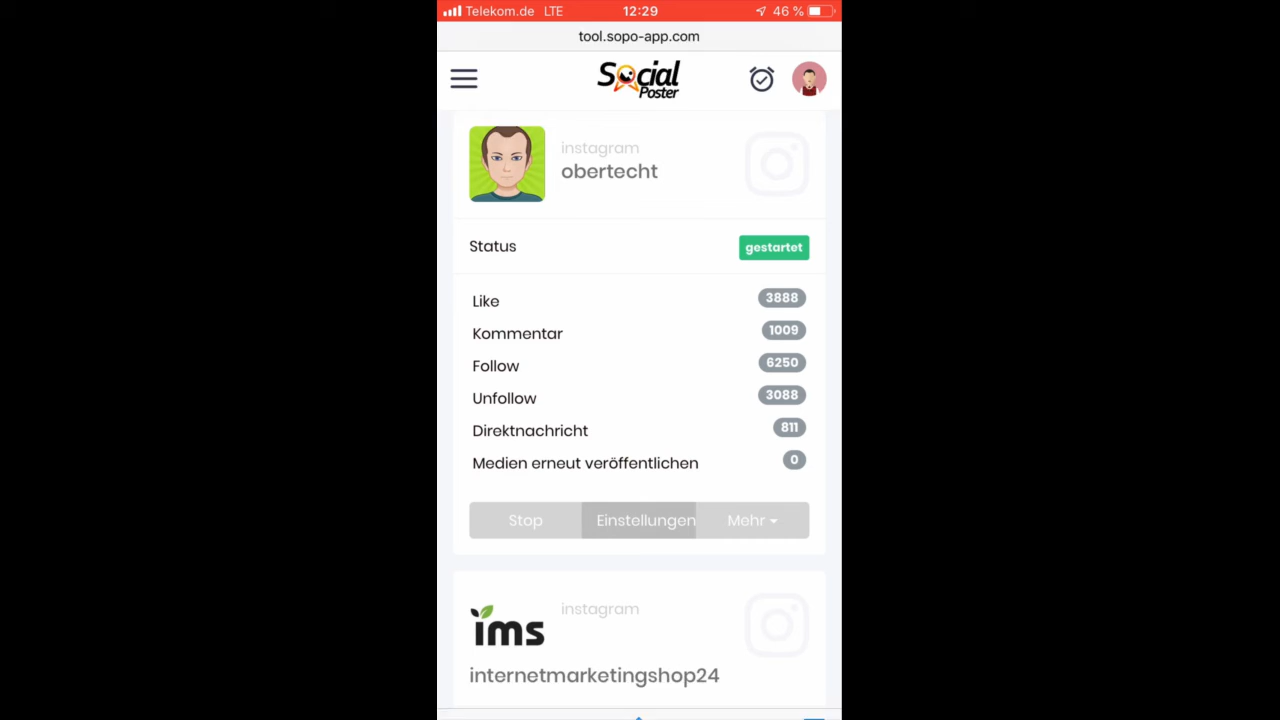 Telekom.de LTE 12:29 46 %
tool.sopo-app.com
Social
Poster
instagram
obertecht
Status gestartet
Like 3888
Kommentar 1009
Follow 6250
Unfollow 3088
Direktnachricht 811
Medien erneut veröffentlichen 0
Stop Einstellungen Mehr
ims instagram
internetmarketingshop24